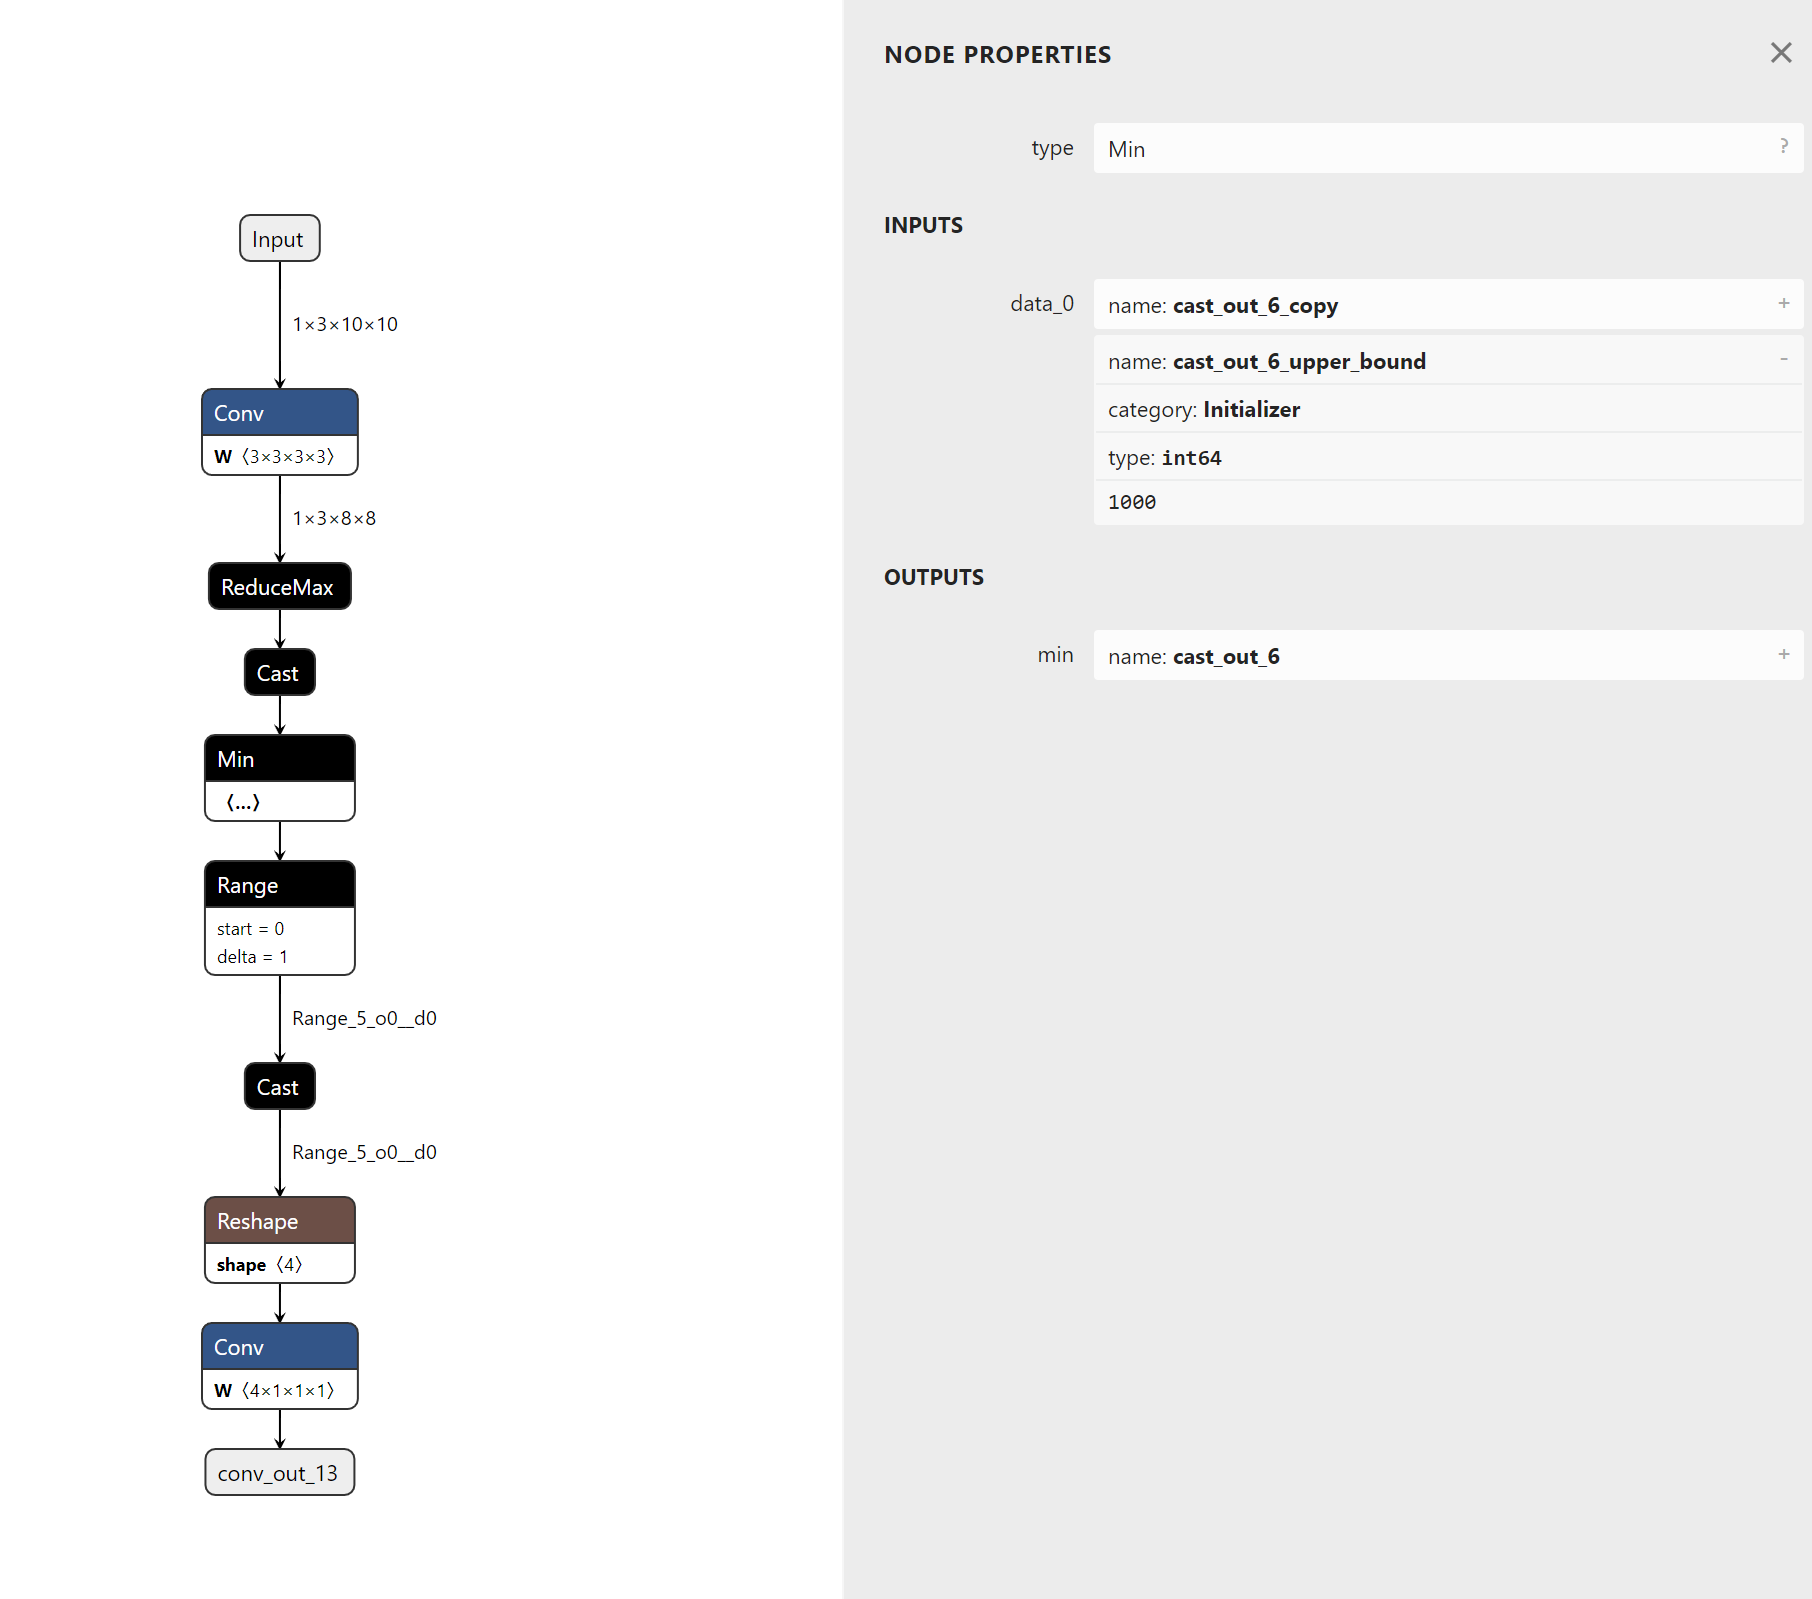 Input
1×3×10×10
Conv
W 〈3×3×3×3〉
1×3×8×8
ReduceMax
Cast
Min
〈...〉
Range
start = 0
delta = 1
Range_5_o0__d0
Cast
Range_5_o0__d0
Reshape
shape 〈4〉
Conv
W 〈4×1×1×1〉
conv_out_13
NODE PROPERTIES ×
type Min ?
INPUTS
data_0 name: cast_out_6_copy +
name: cast_out_6_upper_bound -
category: Initializer
type: int64
1000
OUTPUTS
min name: cast_out_6 +